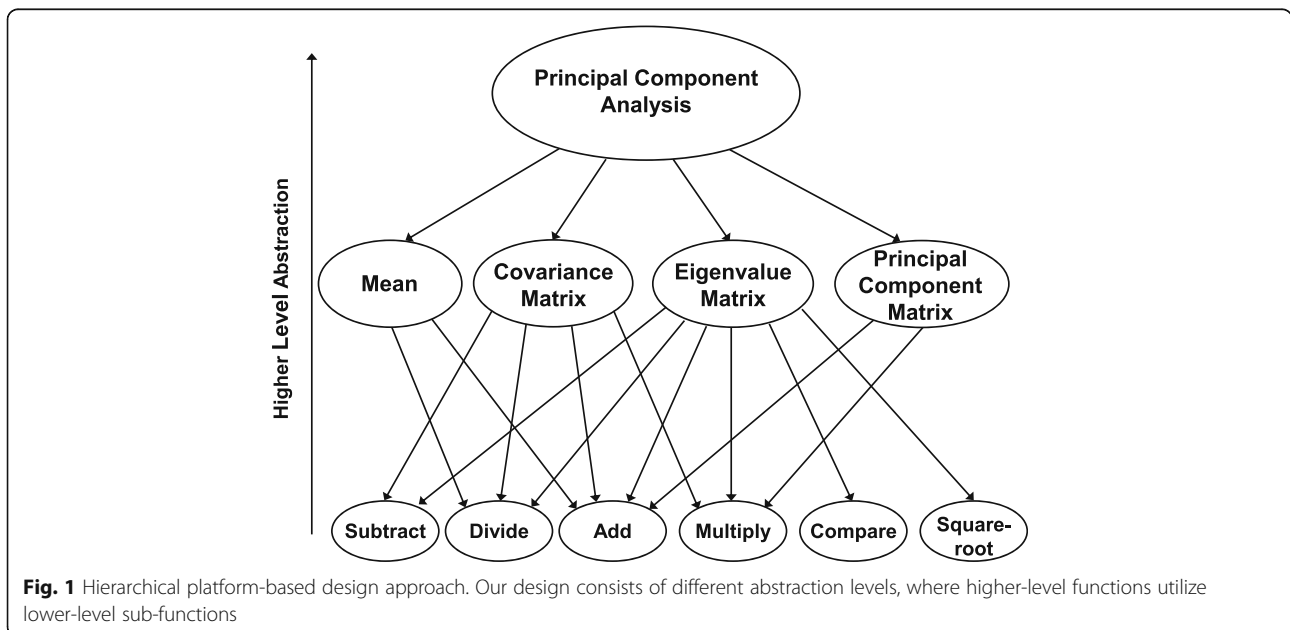 Principal Component
Analysis
Higher Level Abstraction
Mean
Covariance
Matrix
Eigenvalue
Matrix
Principal
Component
Matrix
Subtract
Divide
Add
Multiply
Compare
Square-
root
Fig. 1 Hierarchical platform-based design approach. Our design consists of different abstraction levels, where higher-level functions utilize
lower-level sub-functions